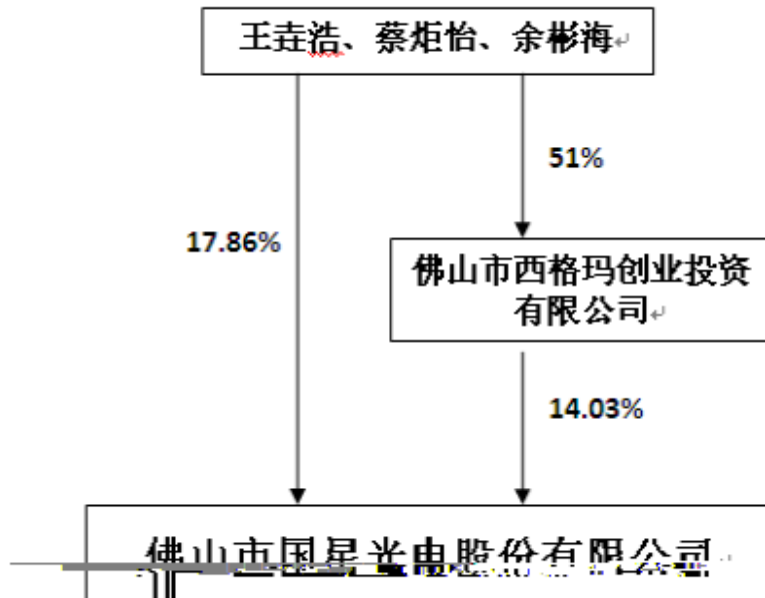 王垚浩、蔡炬怡、余彬海
51%
17.86%
佛山市西格玛创业投资
有限公司
14.03%
佛山市国星光电股份有限公司